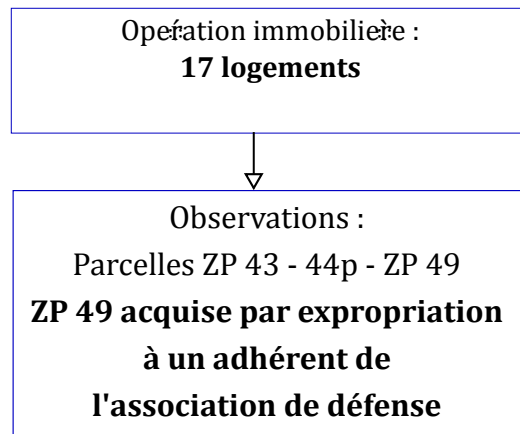 Opération immobilière :
17 logements
Observations :
Parcelles ZP 43 - 44p - ZP 49
ZP 49 acquise par expropriation
à un adhérent de
l'association de défense